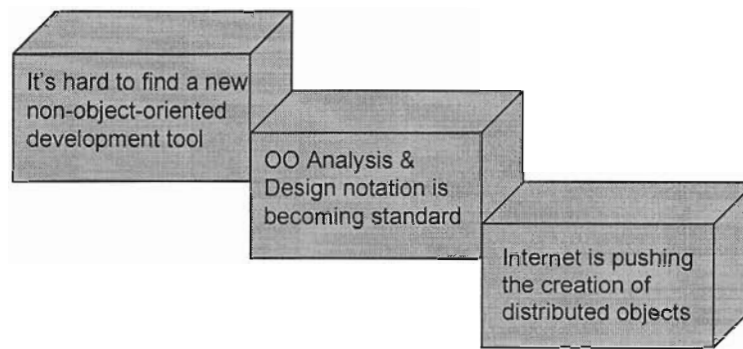 It's hard to find a new
non-object-oriented
development tool
OO Analysis &
Design notation is
becoming standard
Internet is pushing
the creation of
distributed objects